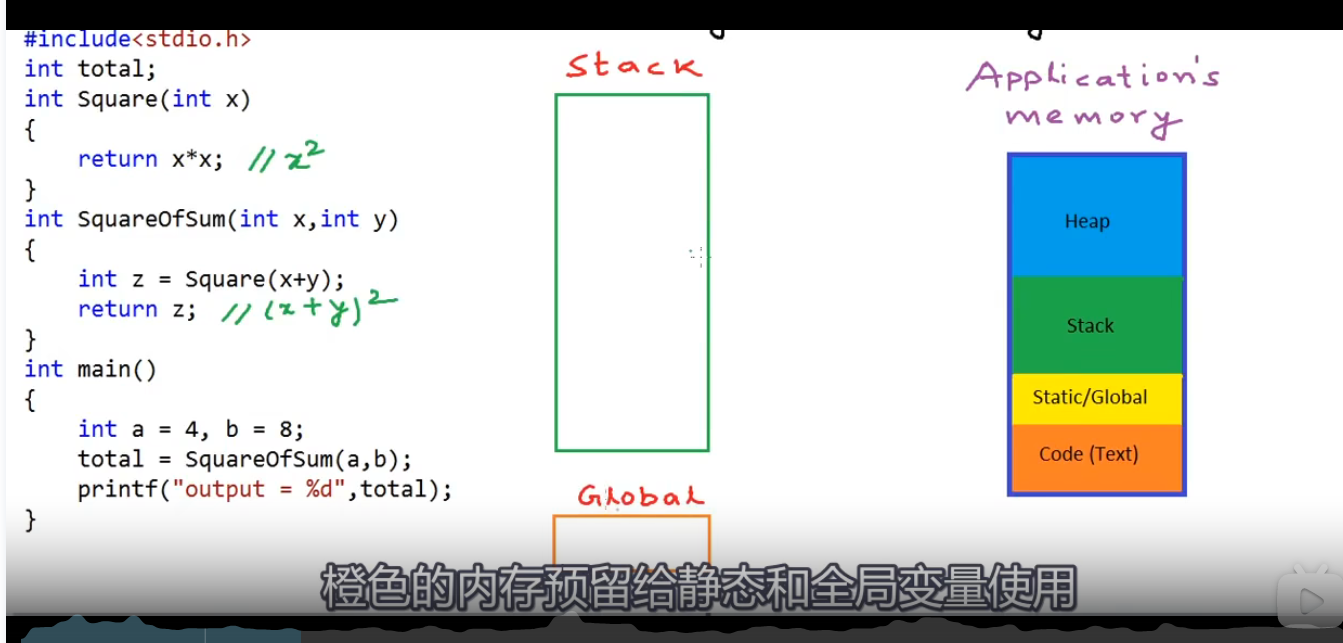 #include<stdio.h>
int total;
int Square(int x)
{
return x*x; //x²
}
int SquareOfSum(int x,int y)
{
int z = Square(x+y);
return z; //(x+y)²
}
int main()
{
int a = 4, b = 8;
total = SquareOfSum(a,b);
printf("output = %d",total);
}
Stack
Global
Application's
memory
Heap
Stack
Static/Global
Code (Text)
橙色的内存预留给静态和全局变量使用